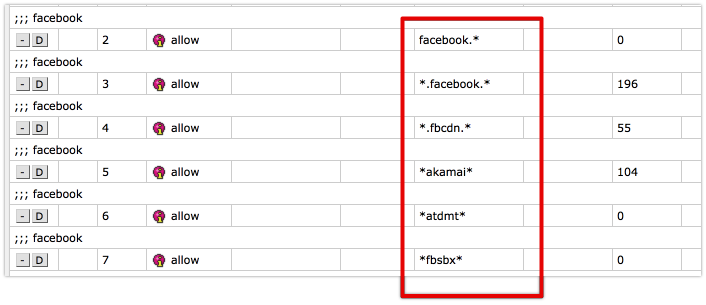 ;;; facebook
- D 2 allow facebook.* 0
;;; facebook
- D 3 allow *.facebook.* 196
;;; facebook
- D 4 allow *.fbcdn.* 55
;;; facebook
- D 5 allow *akamai* 104
;;; facebook
- D 6 allow *atdmt* 0
;;; facebook
- D 7 allow *fbsbx* 0